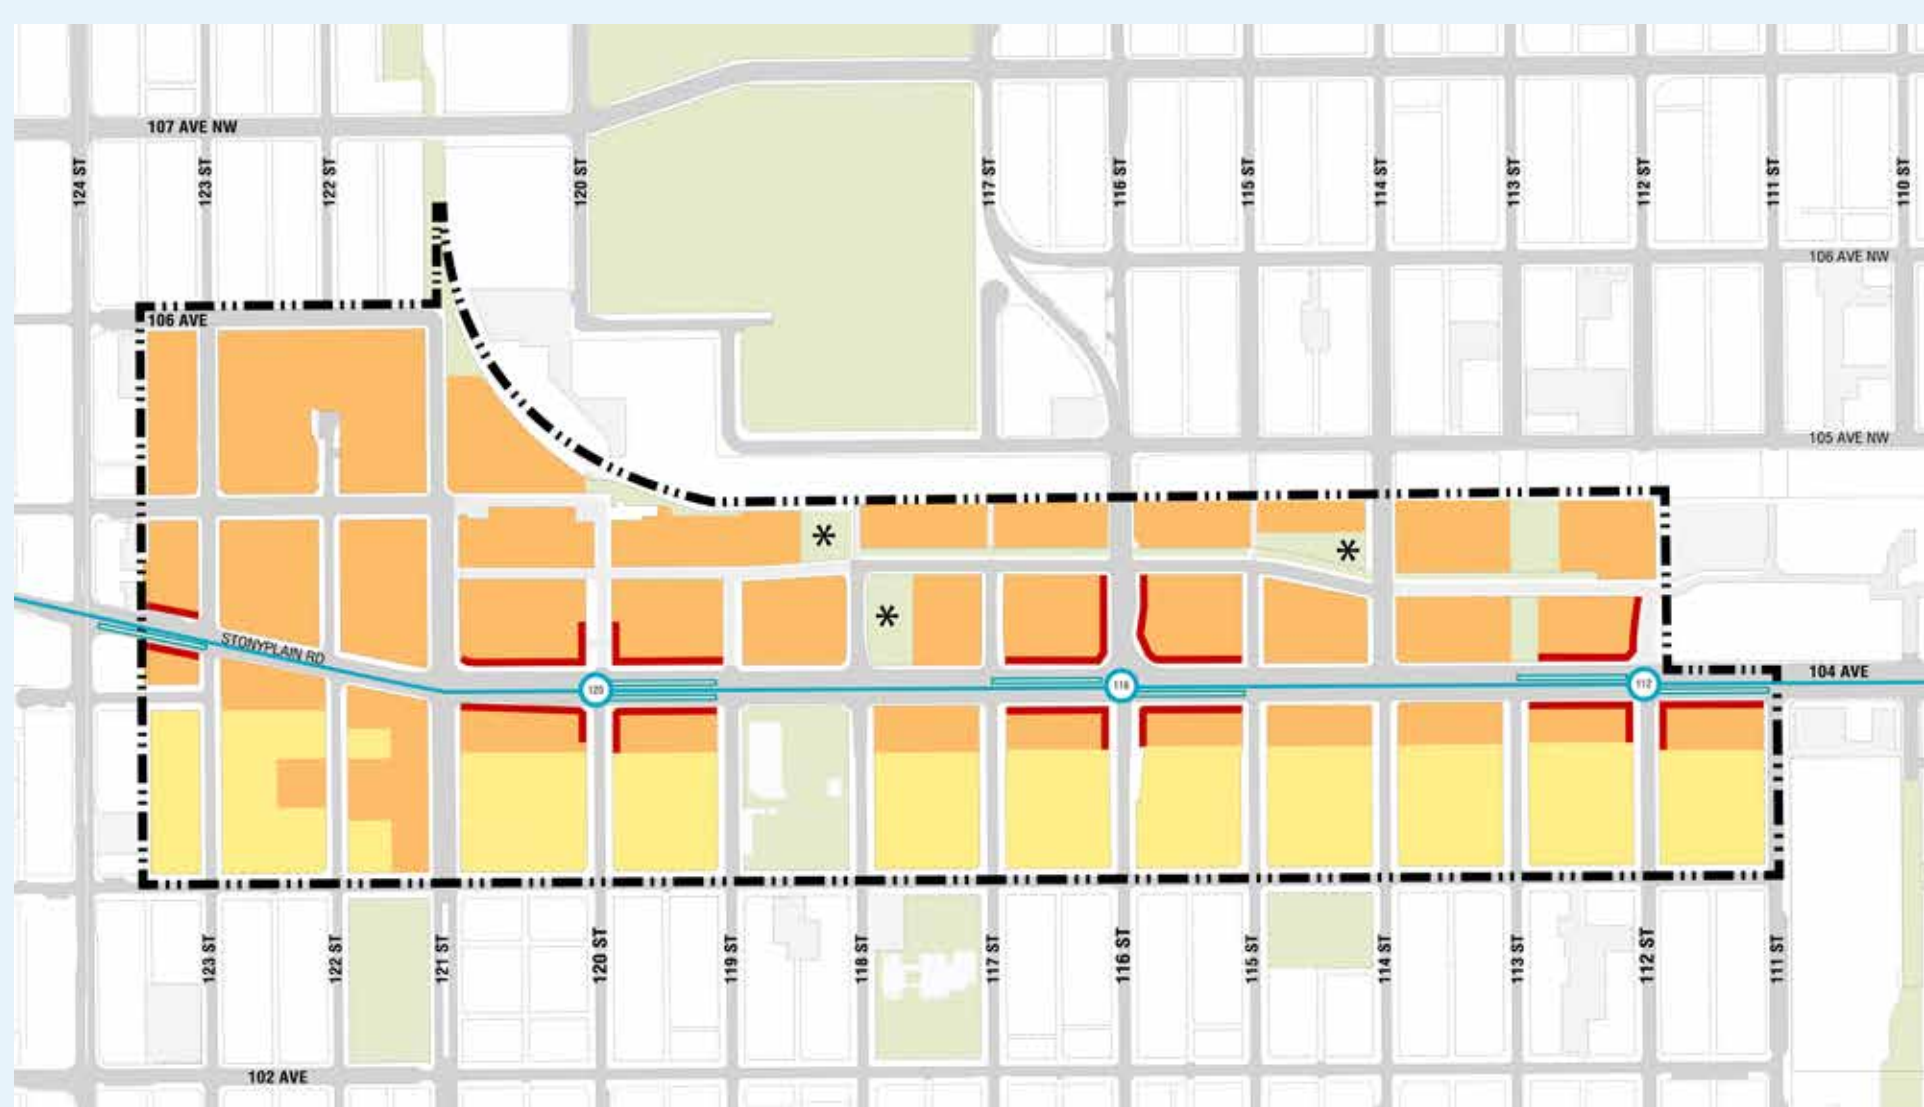 107 AVE NW
124 ST
123 ST
122 ST
120 ST
117 ST
116 ST
115 ST
114 ST
113 ST
112 ST
111 ST
110 ST
106 AVE NW
106 AVE
105 AVE NW
*
*
*
STONYPLAIN RD
104 AVE
120
116
112
123 ST
122 ST
121 ST
120 ST
119 ST
118 ST
117 ST
116 ST
115 ST
114 ST
113 ST
112 ST
111 ST
102 AVE